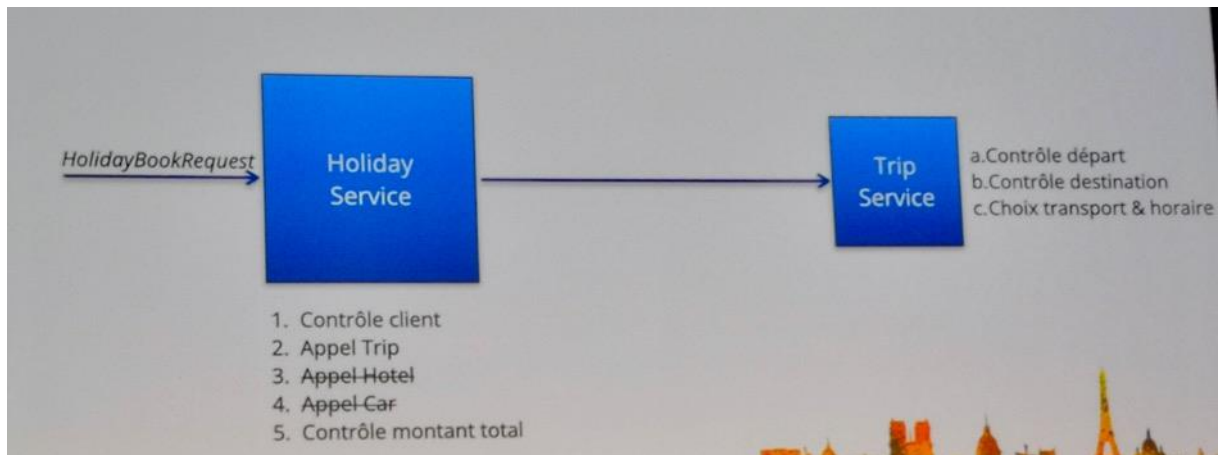 HolidayBookRequest
Holiday
Service
1. Contrôle client
2. Appel Trip
3. Appel Hotel
4. Appel Car
5. Contrôle montant total
Trip
Service
a.Contrôle départ
b.Contrôle destination
c.Choix transport & horaire